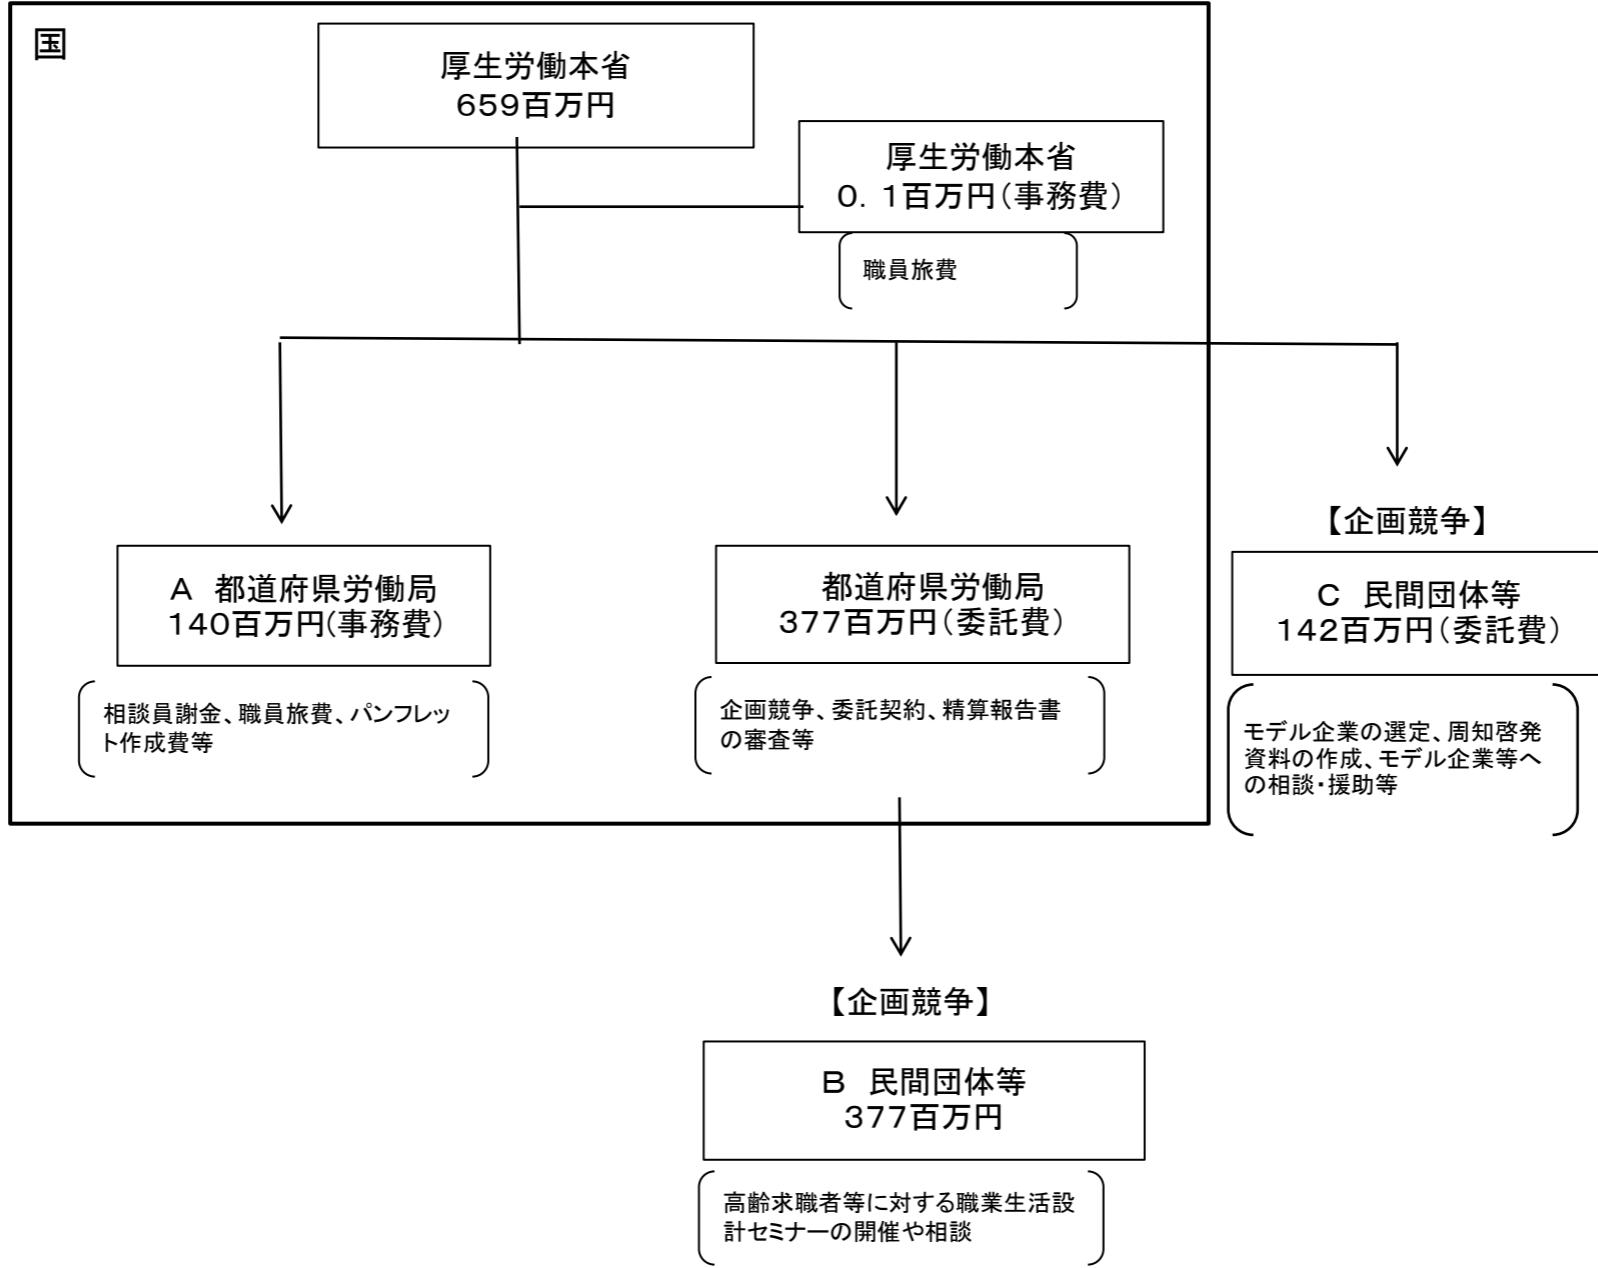 国
厚生労働本省
659百万円
厚生労働本省
0.1百万円(事務費)
職員旅費
A 都道府県労働局
140百万円(事務費)
相談員謝金、職員旅費、パンフレッ
ト作成費等
都道府県労働局
377百万円(委託費)
企画競争、委託契約、精算報告書
の審査等
【企画競争】
C 民間団体等
142百万円(委託費)
モデル企業の選定、周知啓発
資料の作成、モデル企業等へ
の相談・援助等
【企画競争】
B 民間団体等
377百万円
高齢求職者等に対する職業生活設
計セミナーの開催や相談